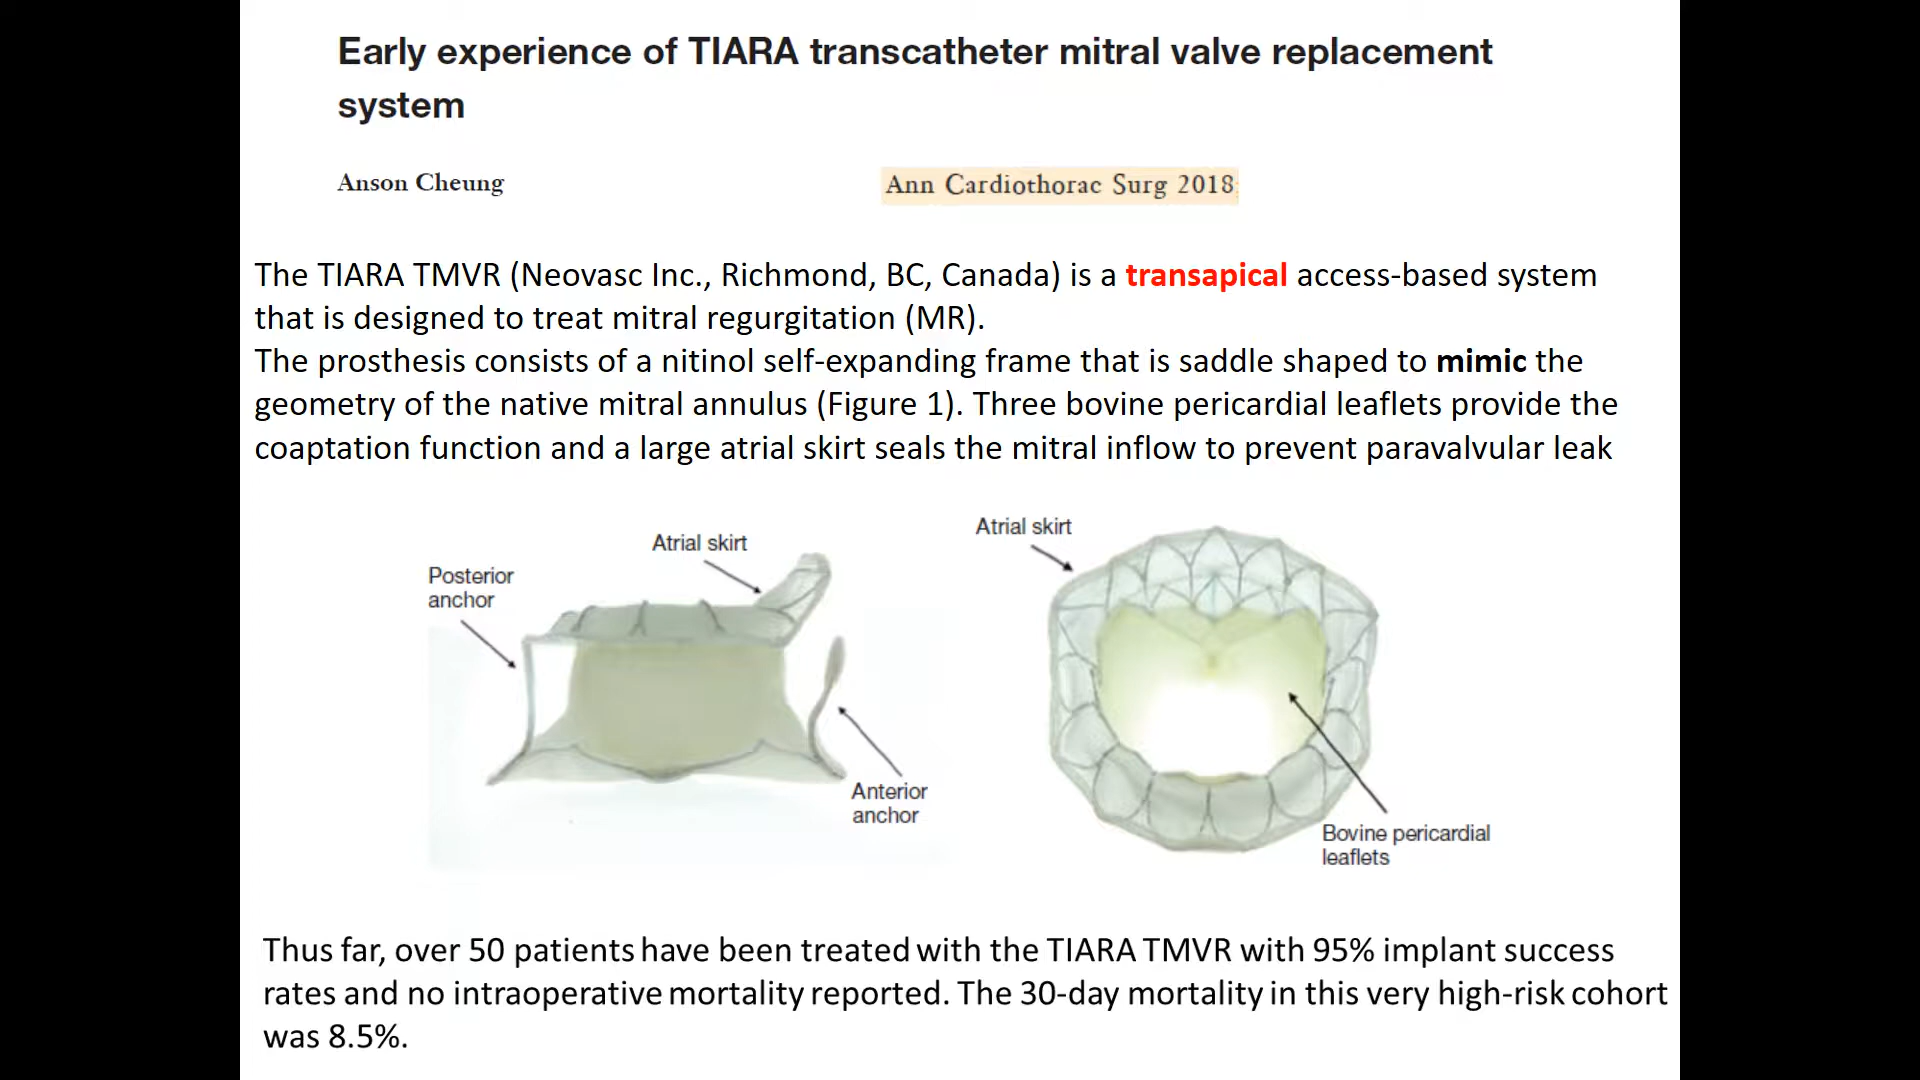 Early experience of TIARA transcatheter mitral valve replacement
system
Anson Cheung
Ann Cardiothorac Surg 2018;
The TIARA TMVR (Neovasc Inc., Richmond, BC, Canada) is a transapical access-based system
that is designed to treat mitral regurgitation (MR).
The prosthesis consists of a nitinol self-expanding frame that is saddle shaped to mimic the
geometry of the native mitral annulus (Figure 1). Three bovine pericardial leaflets provide the
coaptation function and a large atrial skirt seals the mitral inflow to prevent paravalvular leak
Atrial skirt
Posterior
anchor
Anterior
anchor
Atrial skirt
Bovine pericardial
leaflets
Thus far, over 50 patients have been treated with the TIARA TMVR with 95% implant success
rates and no intraoperative mortality reported. The 30-day mortality in this very high-risk cohort
was 8.5%.